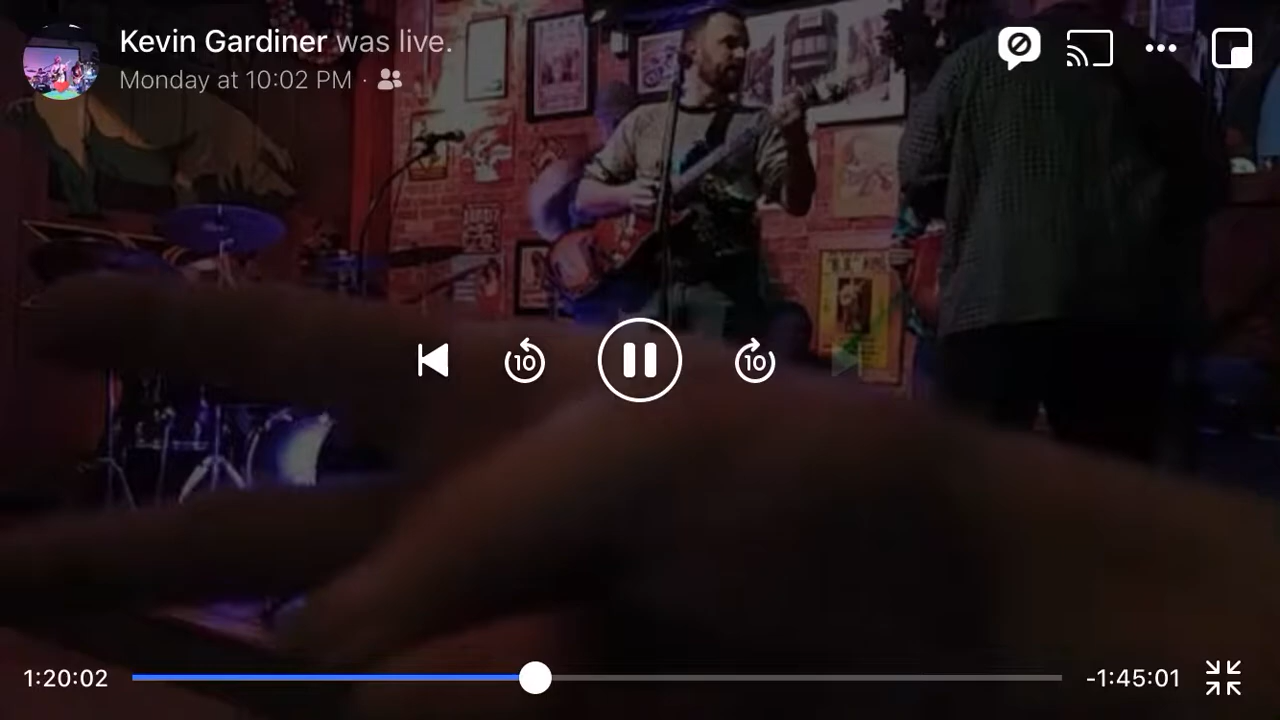 Kevin Gardiner was live.
Monday at 10:02 PM ·
10
10
1:20:02
-1:45:01